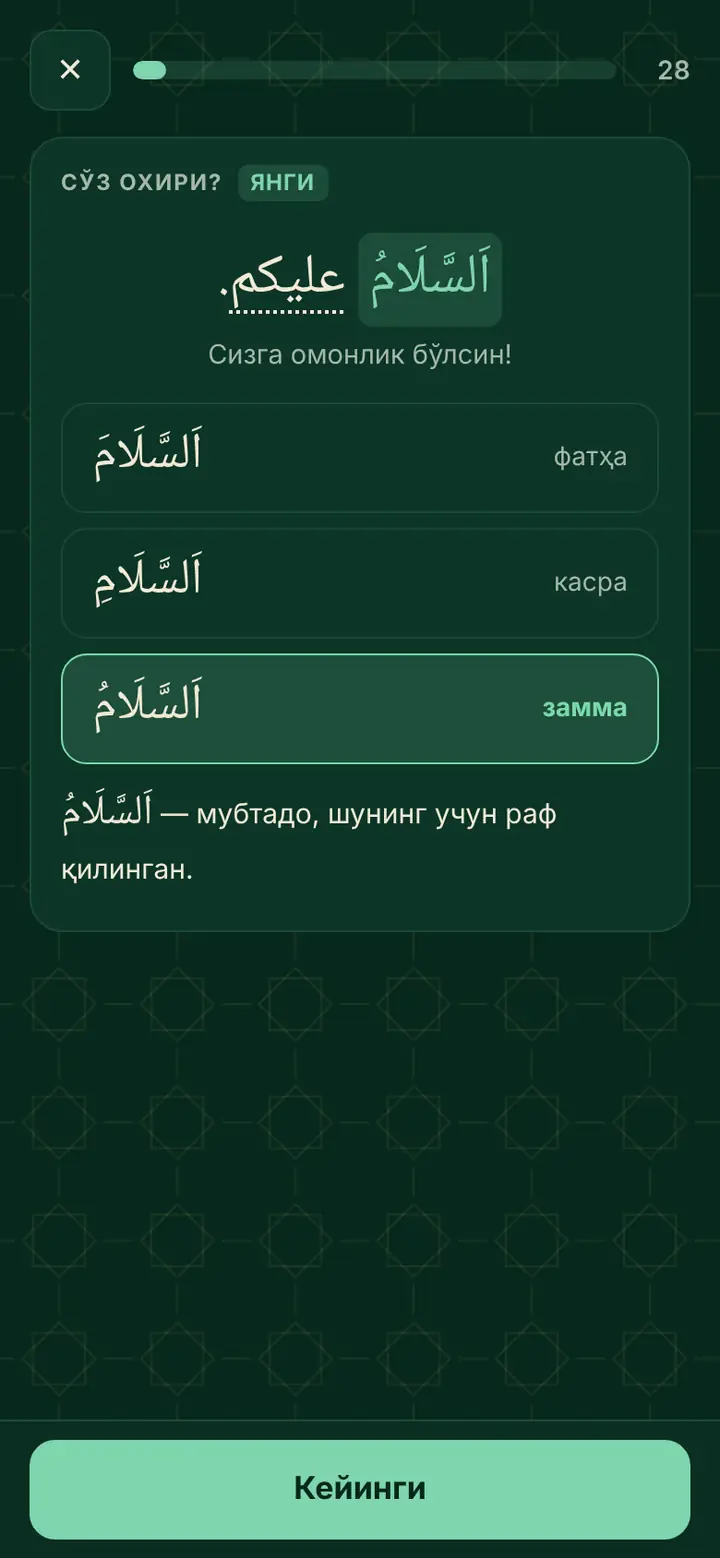 ✕ 28
СЎЗ ОХИРИ? ЯНГИ
اَلسَّلَامُ عليكم.
Сизга омонлик бўлсин!
اَلسَّلَامَ фатҳа
اَلسَّلَامِ касра
اَلسَّلَامُ замма
اَلسَّلَامُ — мубтадо, шунинг учун раф
қилинган.
Кейинги